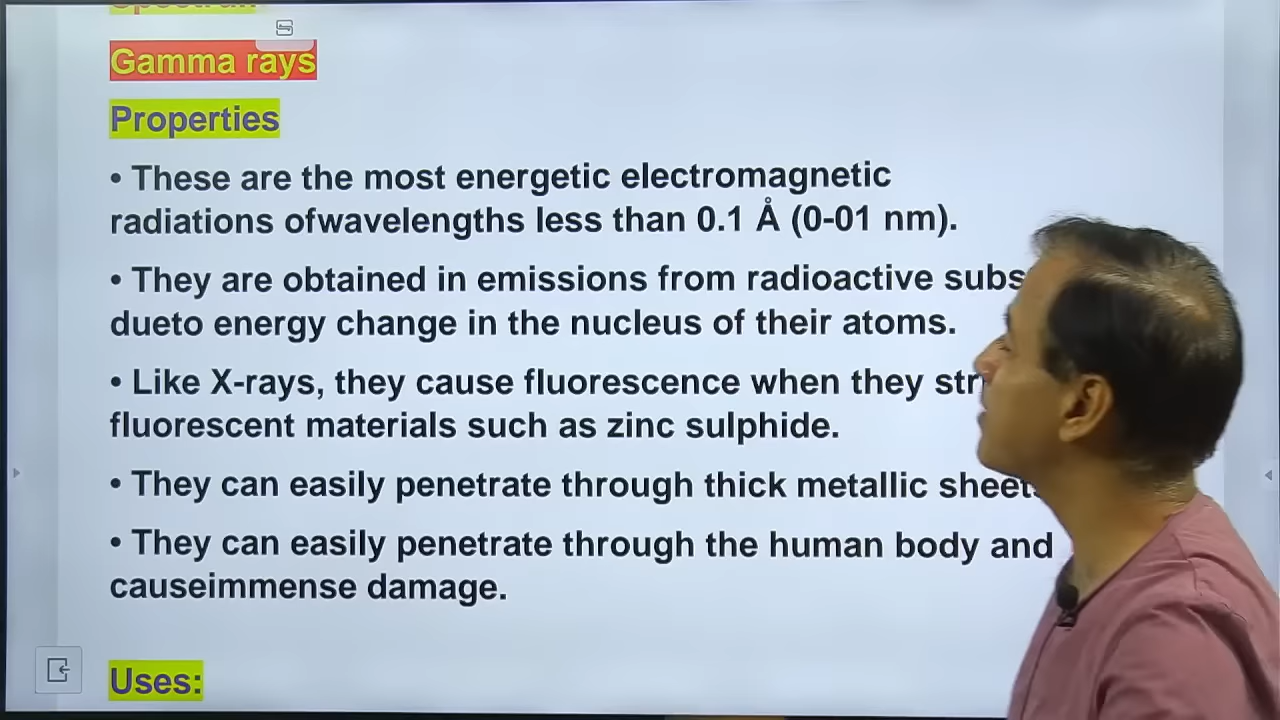 Gamma rays
Properties
• These are the most energetic electromagnetic
radiations ofwavelengths less than 0.1 Å (0-01 nm).
• They are obtained in emissions from radioactive subs
dueto energy change in the nucleus of their atoms.
• Like X-rays, they cause fluorescence when they str
fluorescent materials such as zinc sulphide.
• They can easily penetrate through thick metallic sheets
• They can easily penetrate through the human body and
causeimmense damage.
Uses: